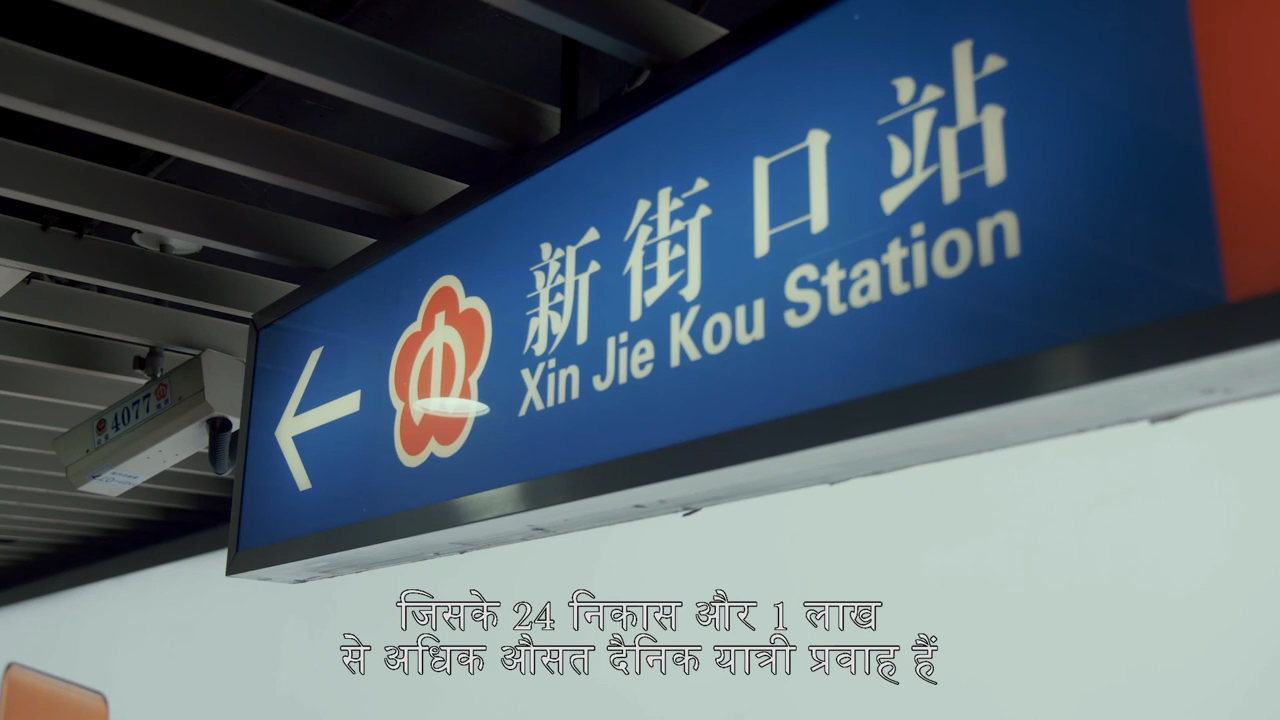 新街口站
Xin Jie Kou Station
4077
जिसके 24 निकास और 1 लाख
से अधिक औसत दैनिक यात्री प्रवाह हैं